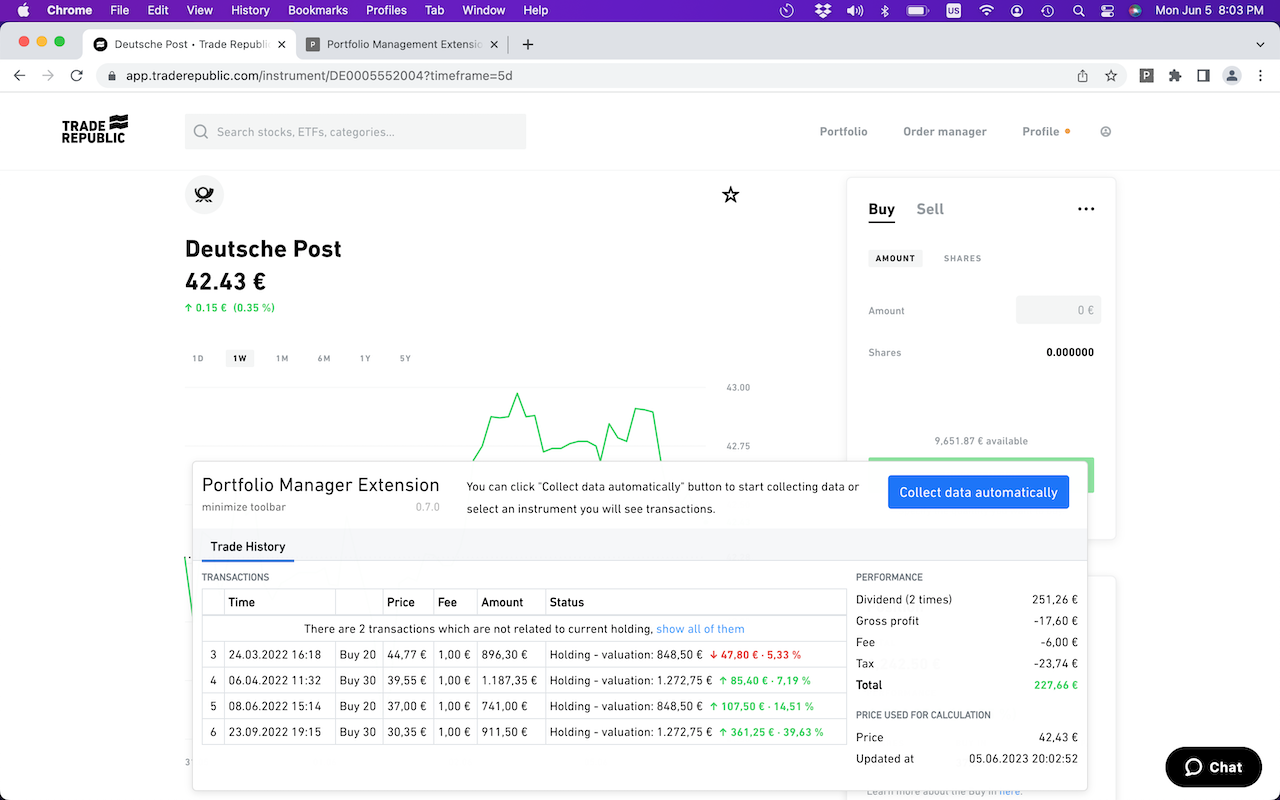 Chrome File Edit View History Bookmarks Profiles Tab Window Help US Mon Jun 5 8:03 PM
Deutsche Post • Trade Republi
Portfolio Management Extensio
app.traderepublic.com/instrument/DE0005552004?timeframe=5d
TRADE
REPUBLIC
Search stocks, ETFs, categories...
Portfolio Order manager Profile
Deutsche Post
42.43 €
↑ 0.15 € (0.35 %)
1D 1W 1M 6M 1Y 5Y
43.00
42.75
Buy Sell
AMOUNT SHARES
Amount 0 €
Shares 0.000000
9,651.87 € available
Portfolio Manager Extension
minimize toolbar 0.7.0
You can click "Collect data automatically" button to start collecting data or
select an instrument you will see transactions.
Collect data automatically
Trade History
TRANSACTIONS
Time Price Fee Amount Status
There are 2 transactions which are not related to current holding, show all of them
3 24.03.2022 16:18 Buy 20 44,77 € 1,00 € 896,30 € Holding - valuation: 848,50 € ↓ 47,80 € · 5,33 %
4 06.04.2022 11:32 Buy 30 39,55 € 1,00 € 1.187,35 € Holding - valuation: 1.272,75 € ↑ 85,40 € · 7,19 %
5 08.06.2022 15:14 Buy 20 37,00 € 1,00 € 741,00 € Holding - valuation: 848,50 € ↑ 107,50 € · 14,51 %
6 23.09.2022 19:15 Buy 30 30,35 € 1,00 € 911,50 € Holding - valuation: 1.272,75 € ↑ 361,25 € · 39,63 %
PERFORMANCE
Dividend (2 times) 251,26 €
Gross profit -17,60 €
Fee -6,00 €
Tax -23,74 €
Total 227,66 €
PRICE USED FOR CALCULATION
Price 42,43 €
Updated at 05.06.2023 20:02:52
Learn more about the Buy in here.
Chat